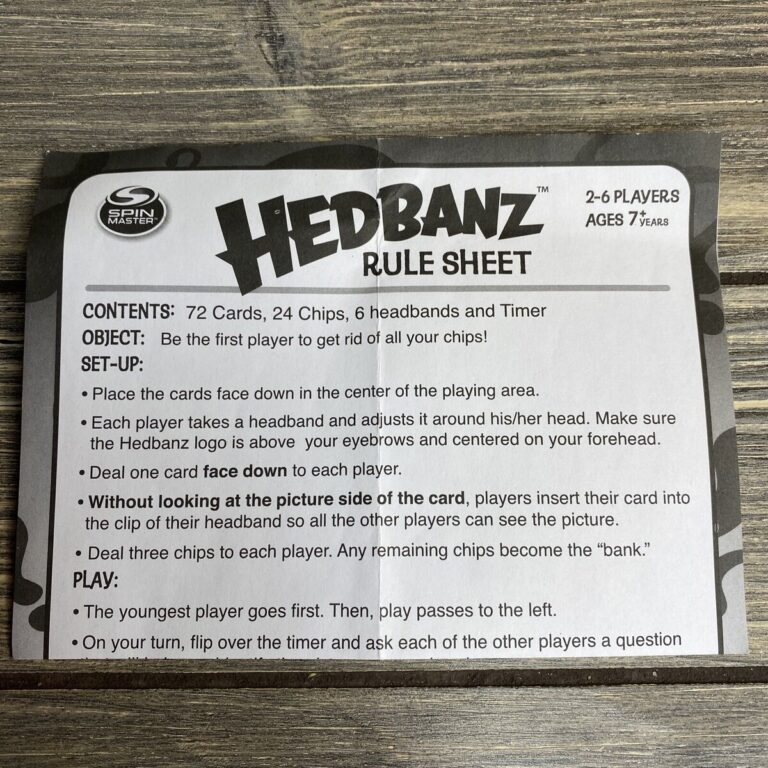 SPIN
MASTER
HEDBANZ™
RULE SHEET
2-6 PLAYERS
AGES 7+ YEARS
CONTENTS: 72 Cards, 24 Chips, 6 headbands and Timer
OBJECT: Be the first player to get rid of all your chips!
SET-UP:
• Place the cards face down in the center of the playing area.
• Each player takes a headband and adjusts it around his/her head. Make sure
the Hedbanz logo is above your eyebrows and centered on your forehead.
• Deal one card face down to each player.
• Without looking at the picture side of the card, players insert their card into
the clip of their headband so all the other players can see the picture.
• Deal three chips to each player. Any remaining chips become the “bank.”
PLAY:
• The youngest player goes first. Then, play passes to the left.
• On your turn, flip over the timer and ask each of the other players a question